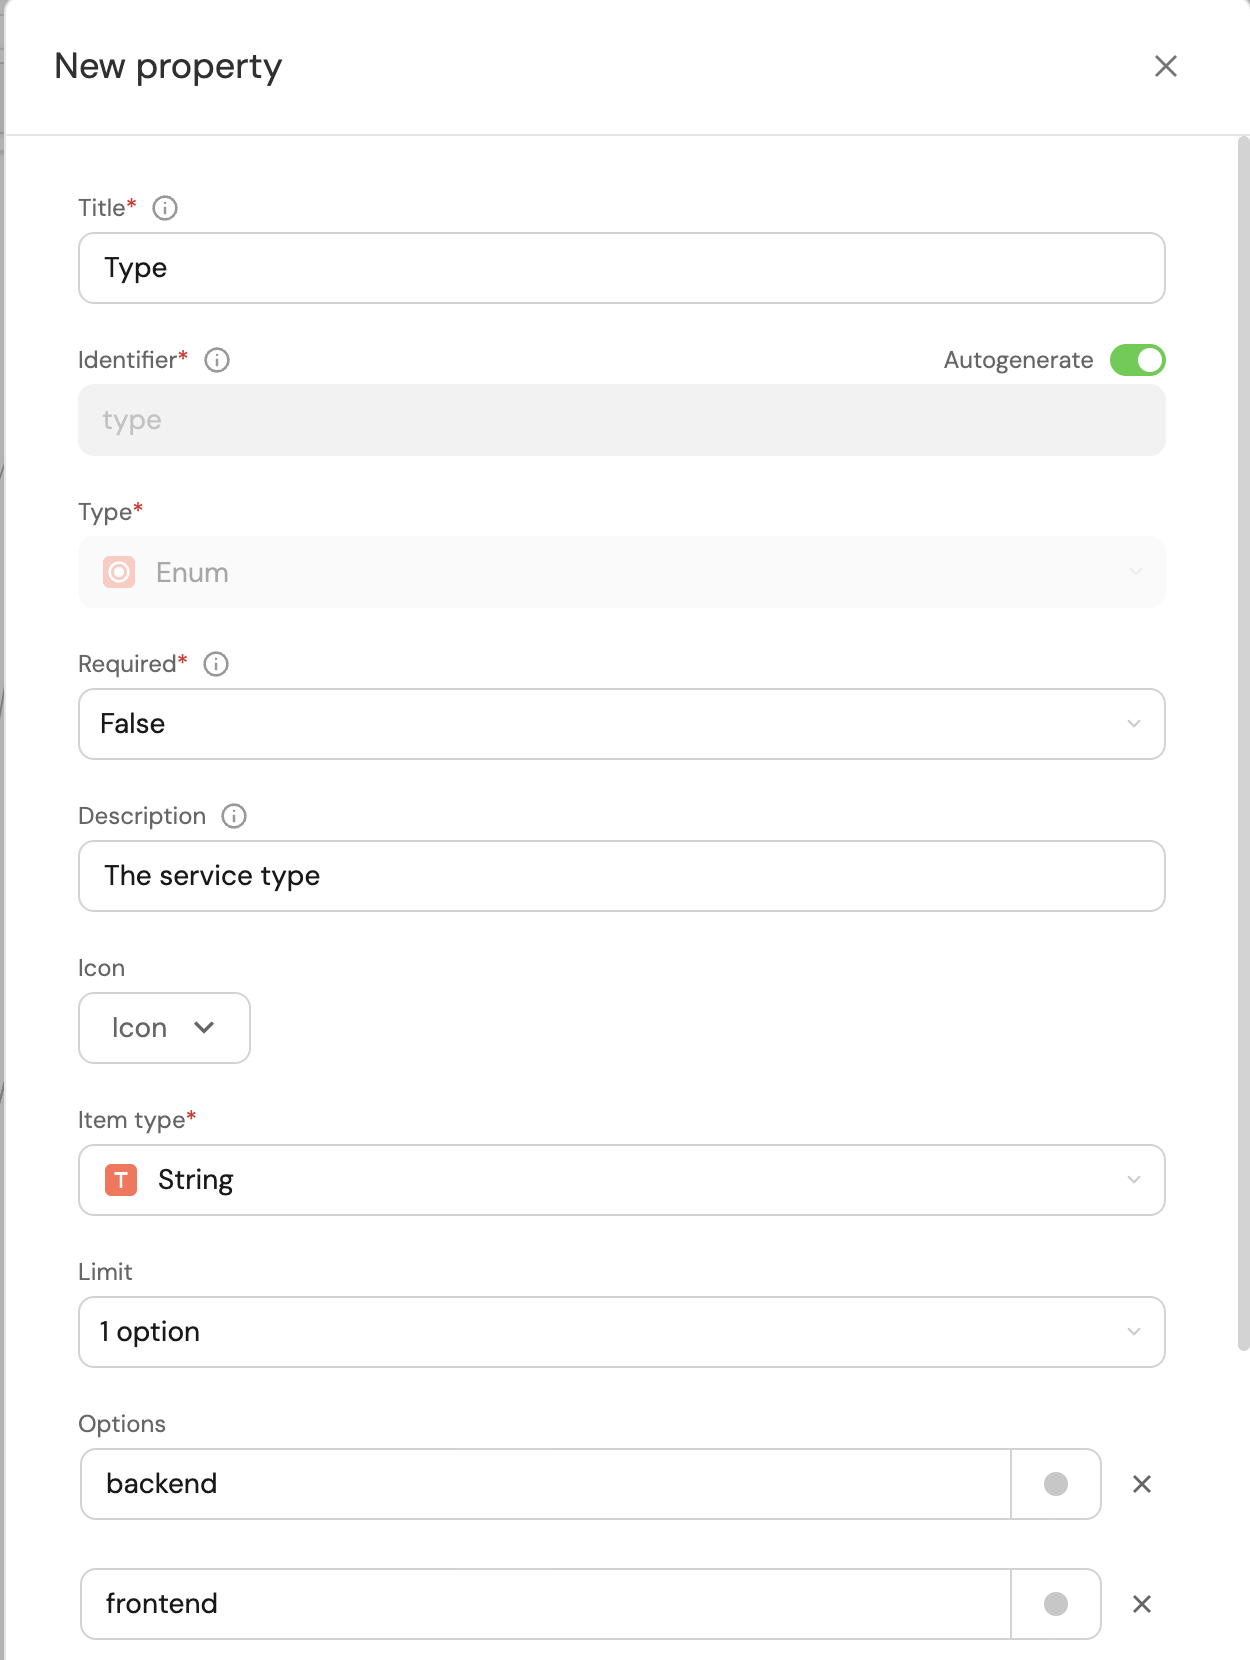 New property
Title*
Type
Identifier*
Autogenerate
type
Type*
Enum
Required*
False
Description
The service type
Icon
Icon
Item type*
T String
Limit
1 option
Options
backend
frontend